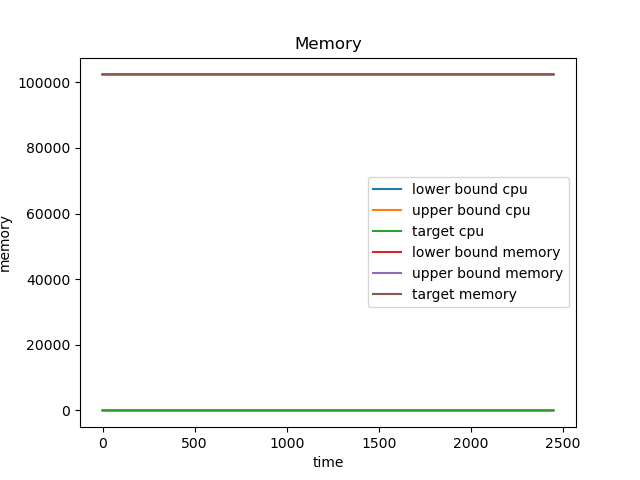 Memory
100000
80000
60000
40000
20000
0
memory
lower bound cpu
upper bound cpu
target cpu
lower bound memory
upper bound memory
target memory
0 500 1000 1500 2000 2500
time